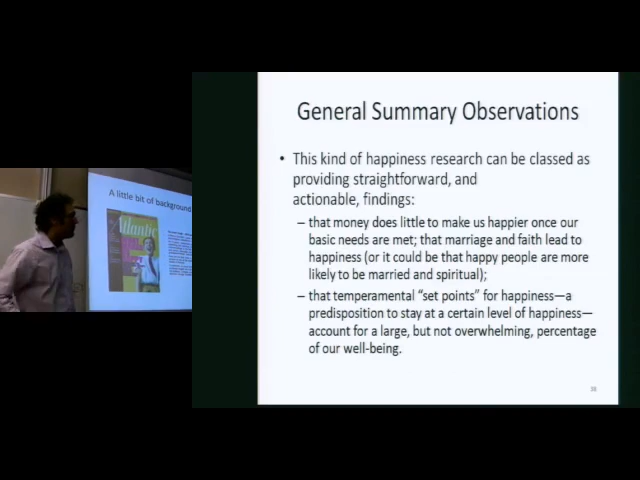 A little bit of background
Atlantic
General Summary Observations
• This kind of happiness research can be classed as
providing straightforward, and
actionable, findings:
– that money does little to make us happier once our
basic needs are met; that marriage and faith lead to
happiness (or it could be that happy people are more
likely to be married and spiritual);
– that temperamental “set points” for happiness—a
predisposition to stay at a certain level of happiness—
account for a large, but not overwhelming, percentage
of our well-being.